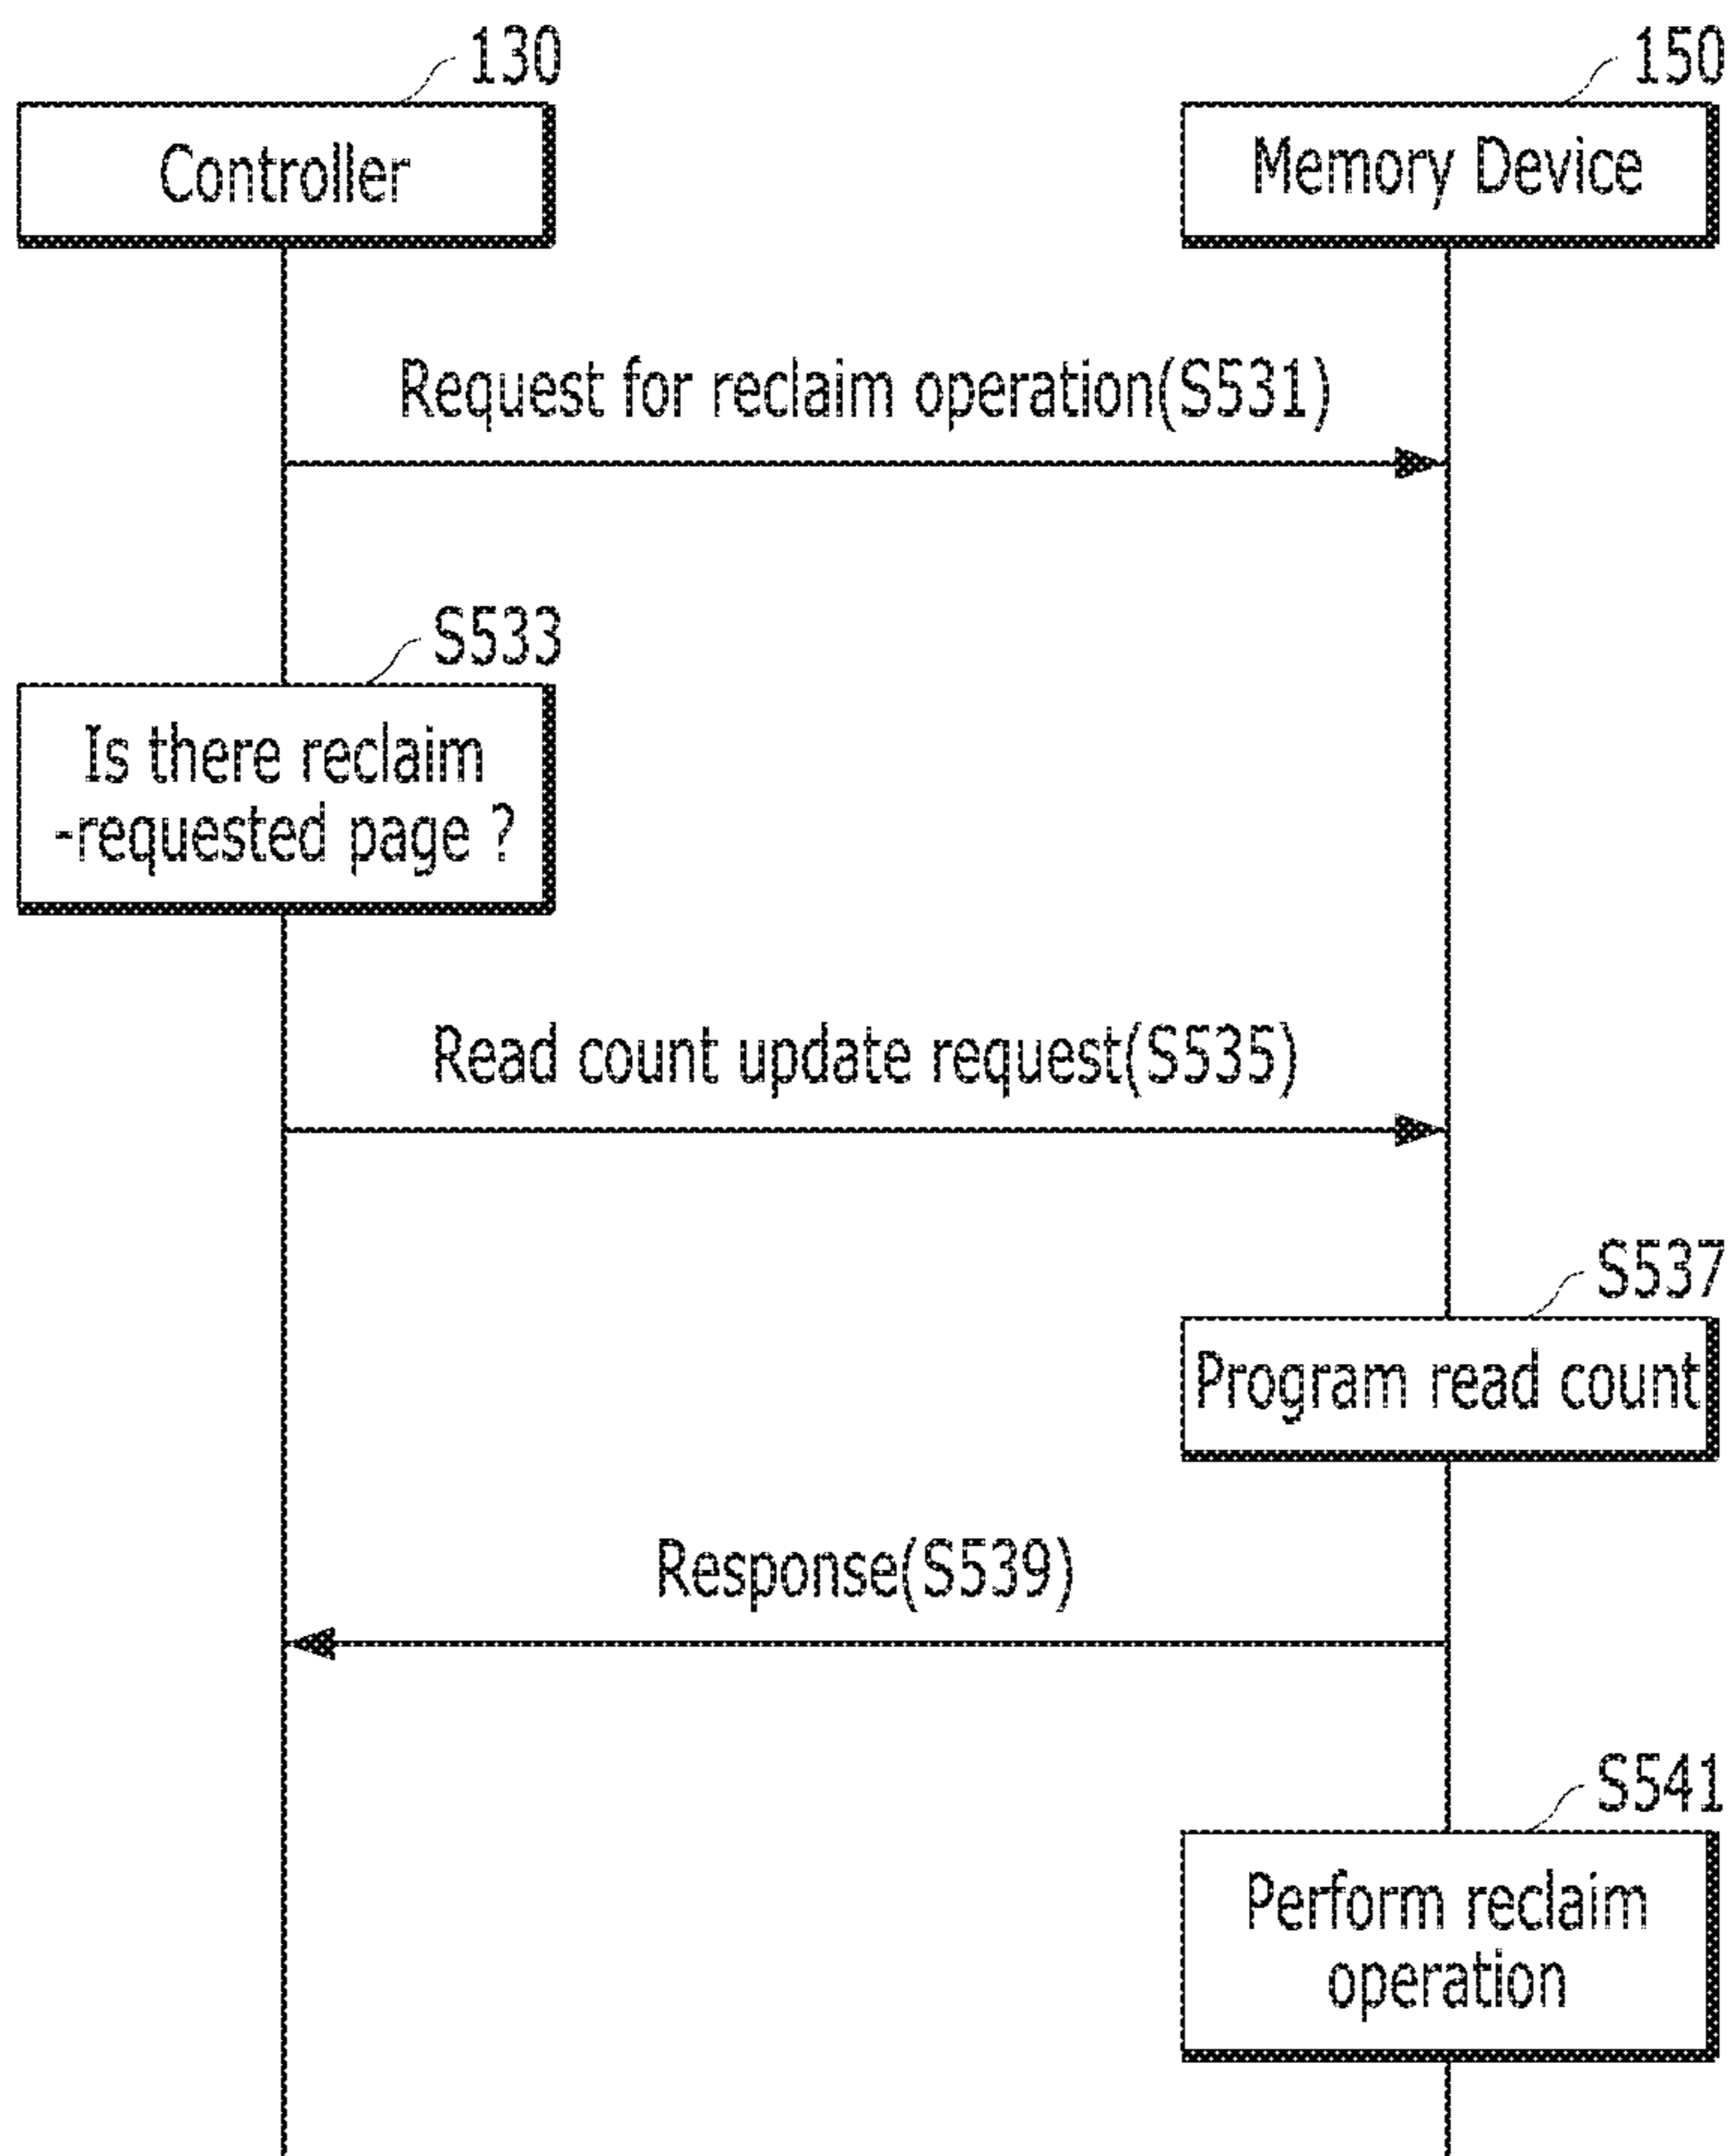 130
150
Controller
Memory Device
Request for reclaim operation(S531)
S533
Is there reclaim
-requested page ?
Read count update request(S535)
S537
Program read count
Response(S539)
S541
Perform reclaim
operation